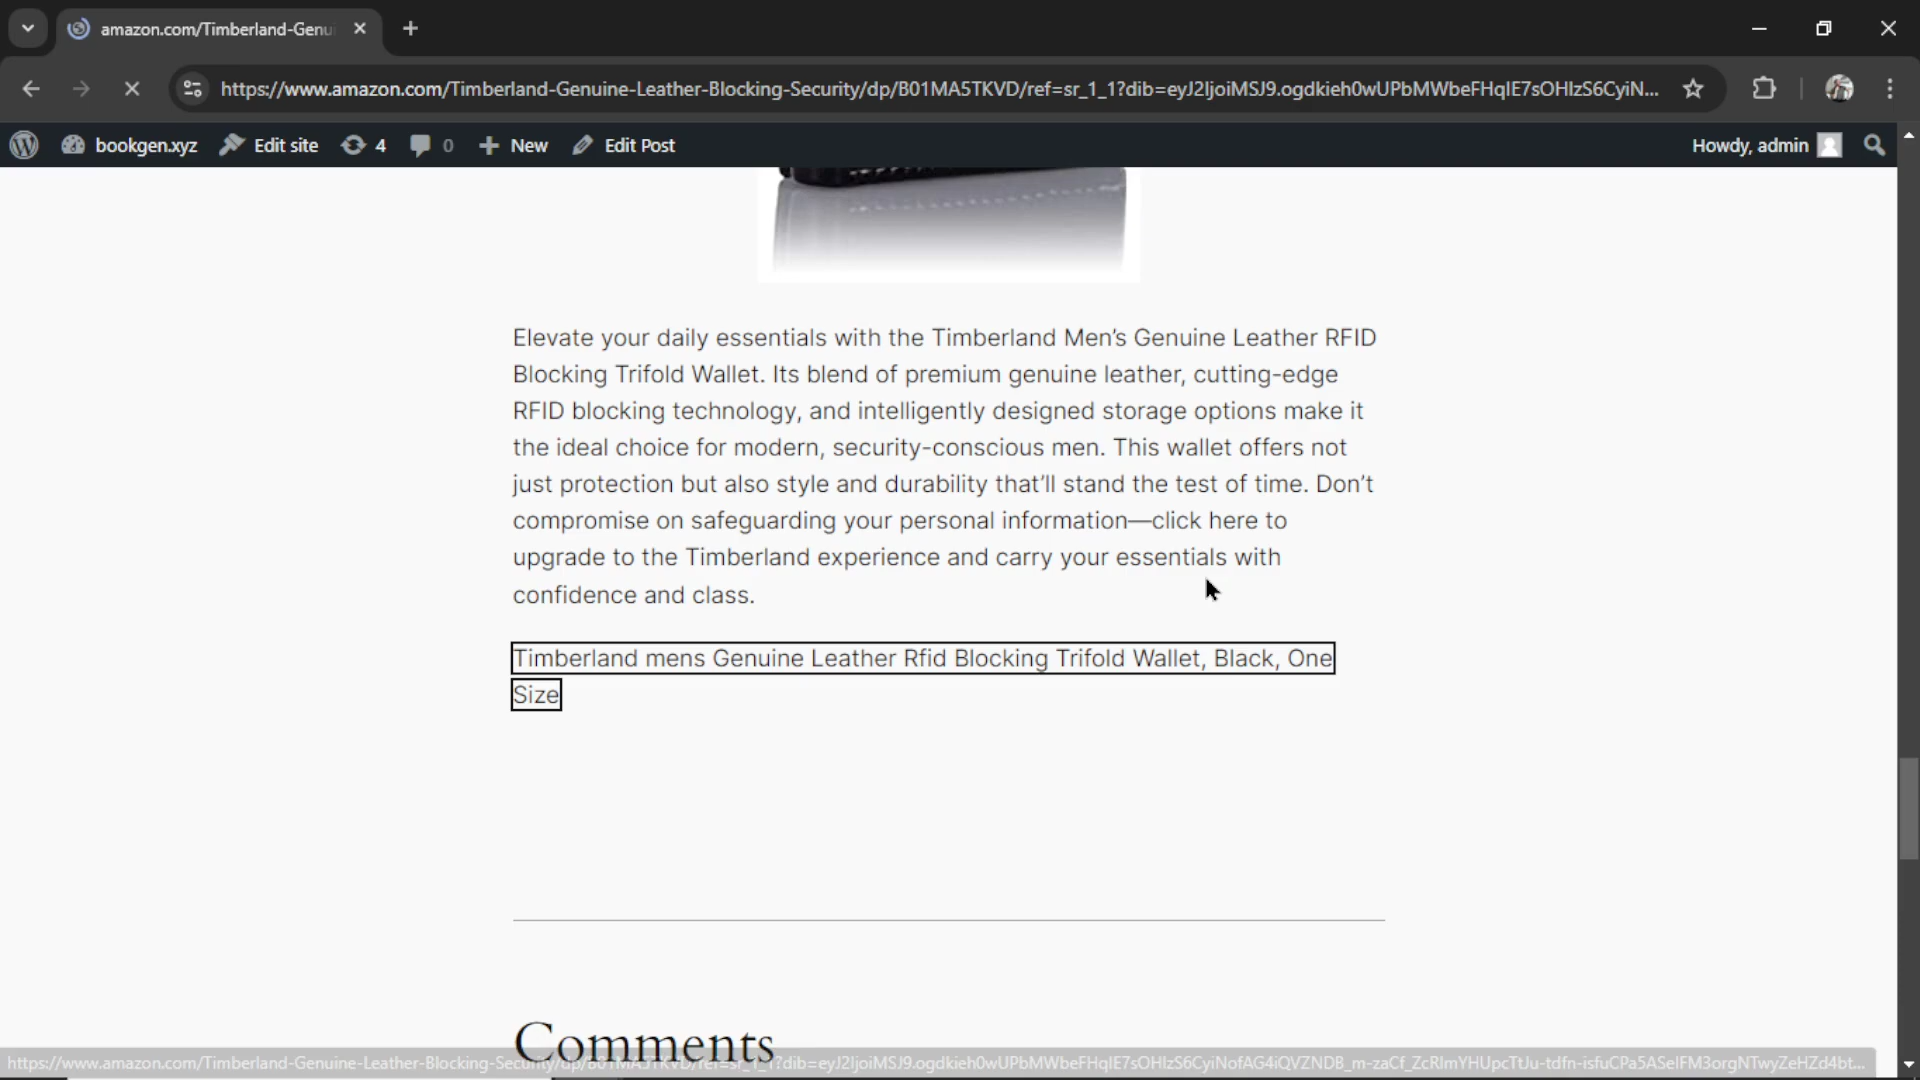 amazon.com/Timberland-Genu
https://www.amazon.com/Timberland-Genuine-Leather-Blocking-Security/dp/B01MA5TKVD/ref=sr_1_1?dib=eyJ2IjoiMSJ9.ogdkieh0wUPbMWbeFHqIE7sOHIzS6CyiN...
bookgen.xyz Edit site 4 0 New Edit Post Howdy, admin
Elevate your daily essentials with the Timberland Men’s Genuine Leather RFID
Blocking Trifold Wallet. Its blend of premium genuine leather, cutting-edge
RFID blocking technology, and intelligently designed storage options make it
the ideal choice for modern, security-conscious men. This wallet offers not
just protection but also style and durability that’ll stand the test of time. Don’t
compromise on safeguarding your personal information—click here to
upgrade to the Timberland experience and carry your essentials with
confidence and class.
Timberland mens Genuine Leather Rfid Blocking Trifold Wallet, Black, One
Size
Comments